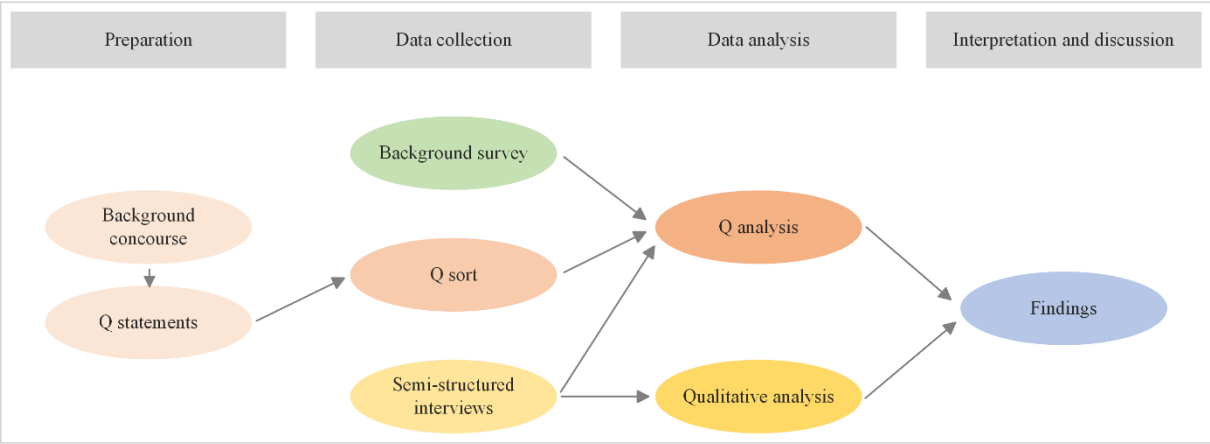 Preparation
Data collection
Data analysis
Interpretation and discussion
Background survey
Background
concourse
Q analysis
Q sort
Q statements
Findings
Semi-structured
interviews
Qualitative analysis